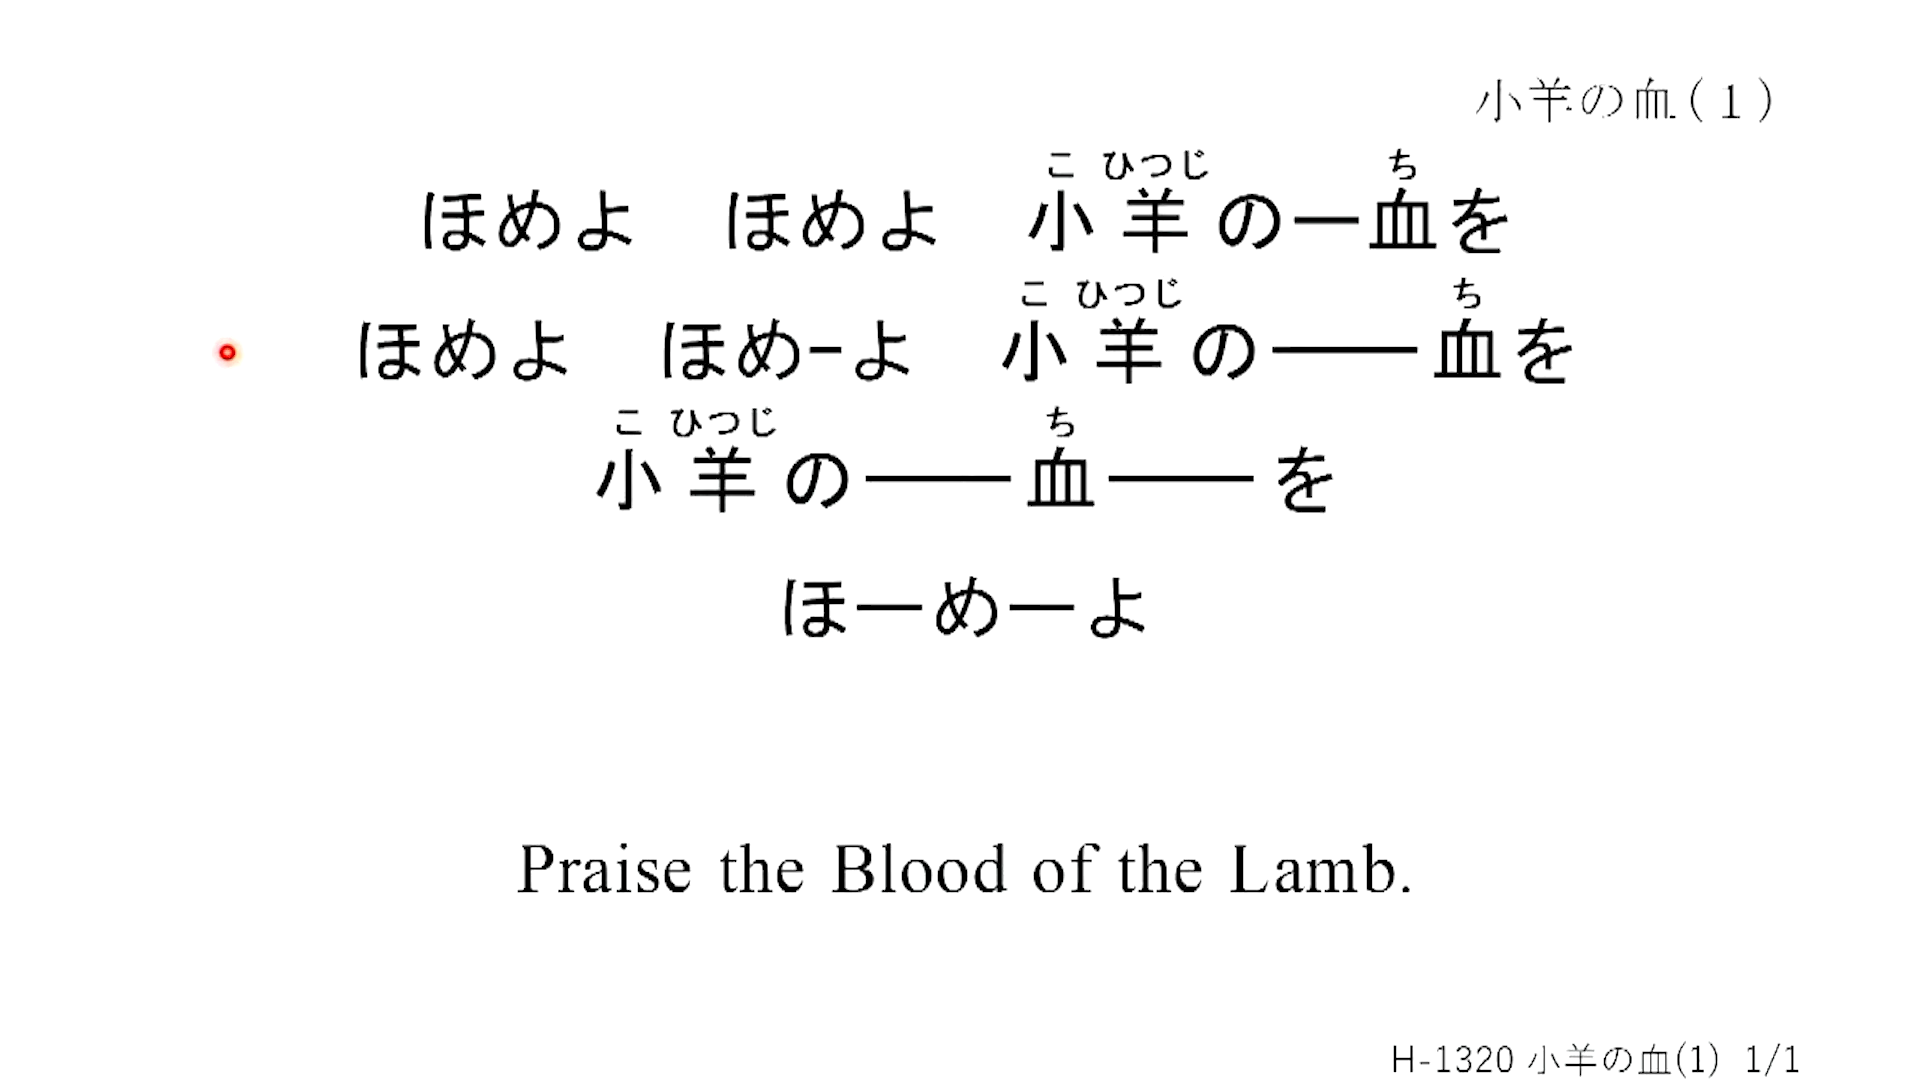 小羊の血(1)
こ ひつじ ち
ほめよ ほめよ 小羊のー血を
こ ひつじ ち
ほめよ ほめ-よ 小羊の――血を
こ ひつじ ち
小羊の――血――を
ほーめーよ
Praise the Blood of the Lamb.
H-1320 小羊の血(1) 1/1